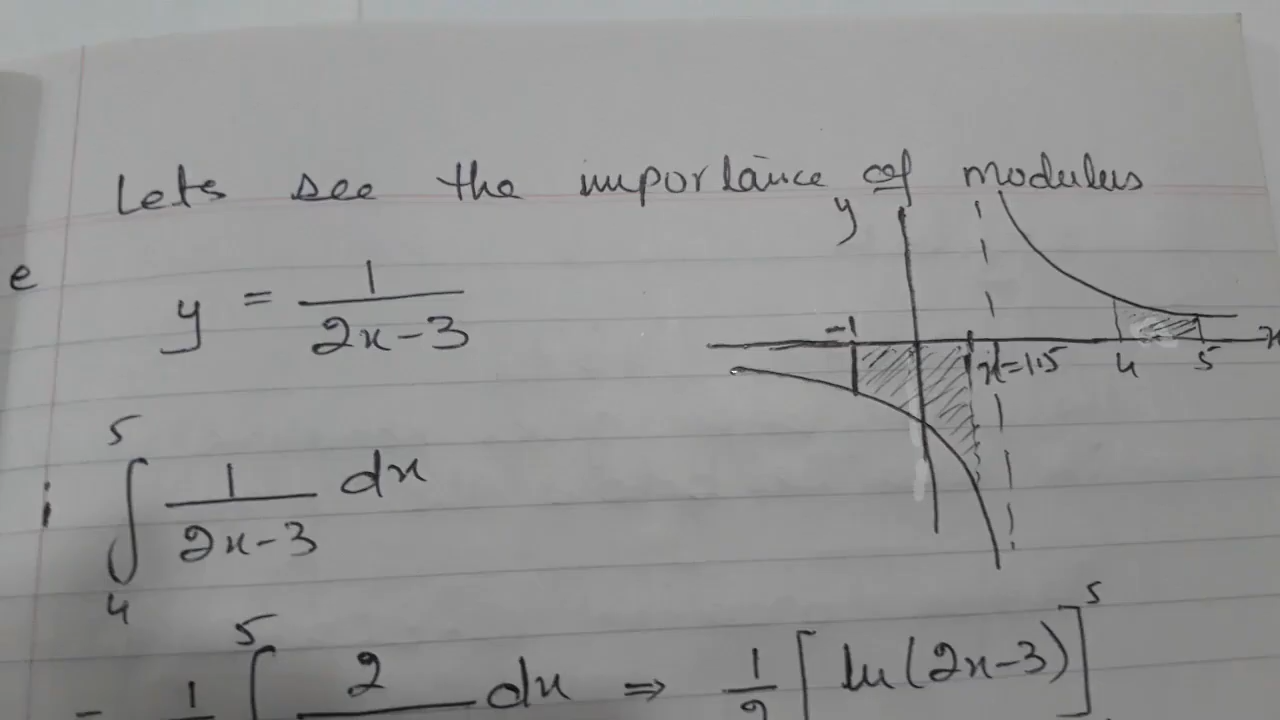 Lets see the importance of modulus
y
e
y = 1/(2x-3)
-1 x=1.5 4 5 x
i ∫₄⁵ 1/(2x-3) dx
= 1/2 ∫⁵ 2/ dx ⇒ 1/2 [ln(2x-3)]⁵